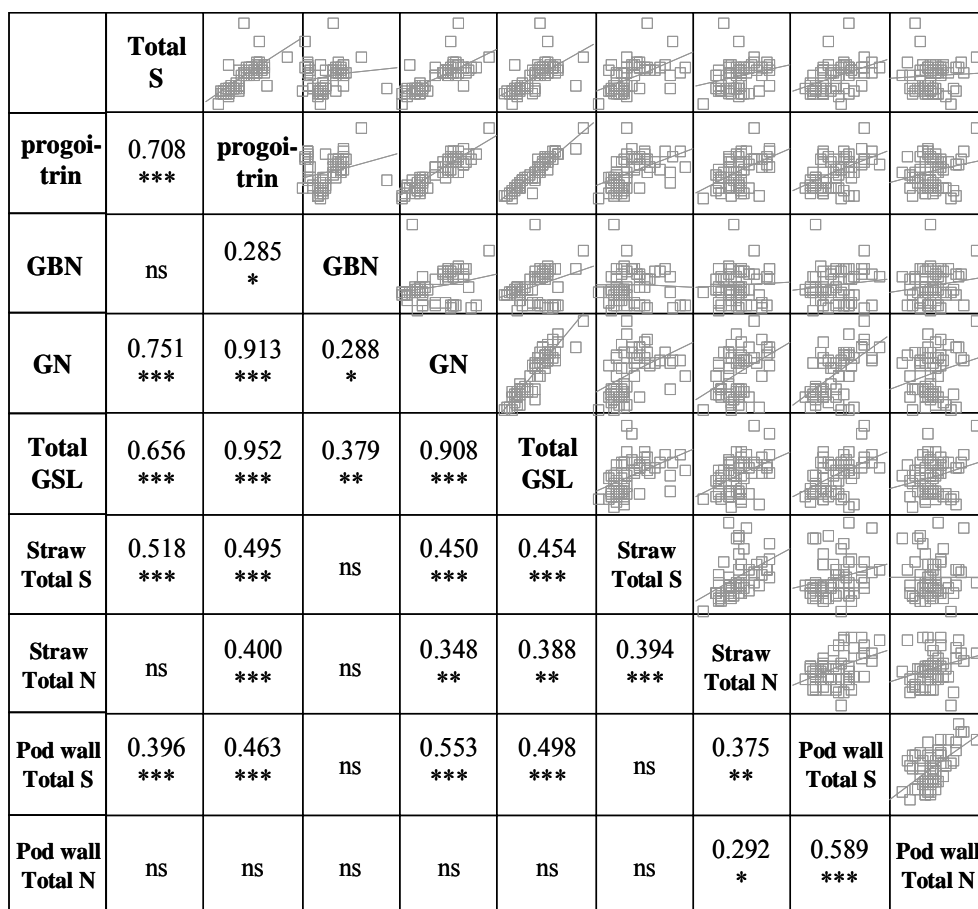 Total
S
progoi-
trin
0.708
***
progoi-
trin
GBN
ns
0.285
*
GBN
GN
0.751
***
0.913
***
0.288
*
GN
Total
GSL
0.656
***
0.952
***
0.379
**
0.908
***
Total
GSL
Straw
Total S
0.518
***
0.495
***
ns
0.450
***
0.454
***
Straw
Total S
Straw
Total N
ns
0.400
***
ns
0.348
**
0.388
**
0.394
***
Straw
Total N
Pod wall
Total S
0.396
***
0.463
***
ns
0.553
***
0.498
***
ns
0.375
**
Pod wall
Total S
Pod wall
Total N
ns
ns
ns
ns
ns
ns
0.292
*
0.589
***
Pod wall
Total N